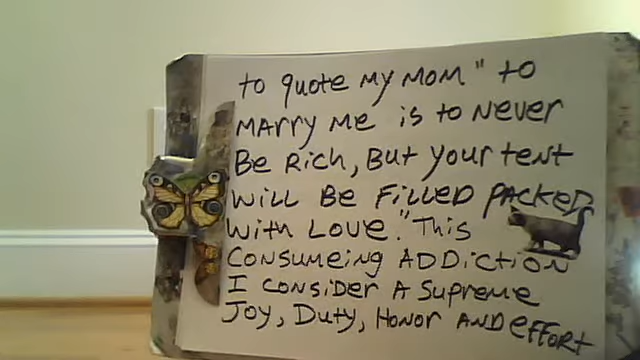 to quote MY MOM "to
MARRY ME is to Never
Be Rich, But your tent
will Be Filled PACKED
with Love." This
CONSUMEING ADDiction
I CONSIDER A SUPREME
Joy, Duty, Honor AND effort